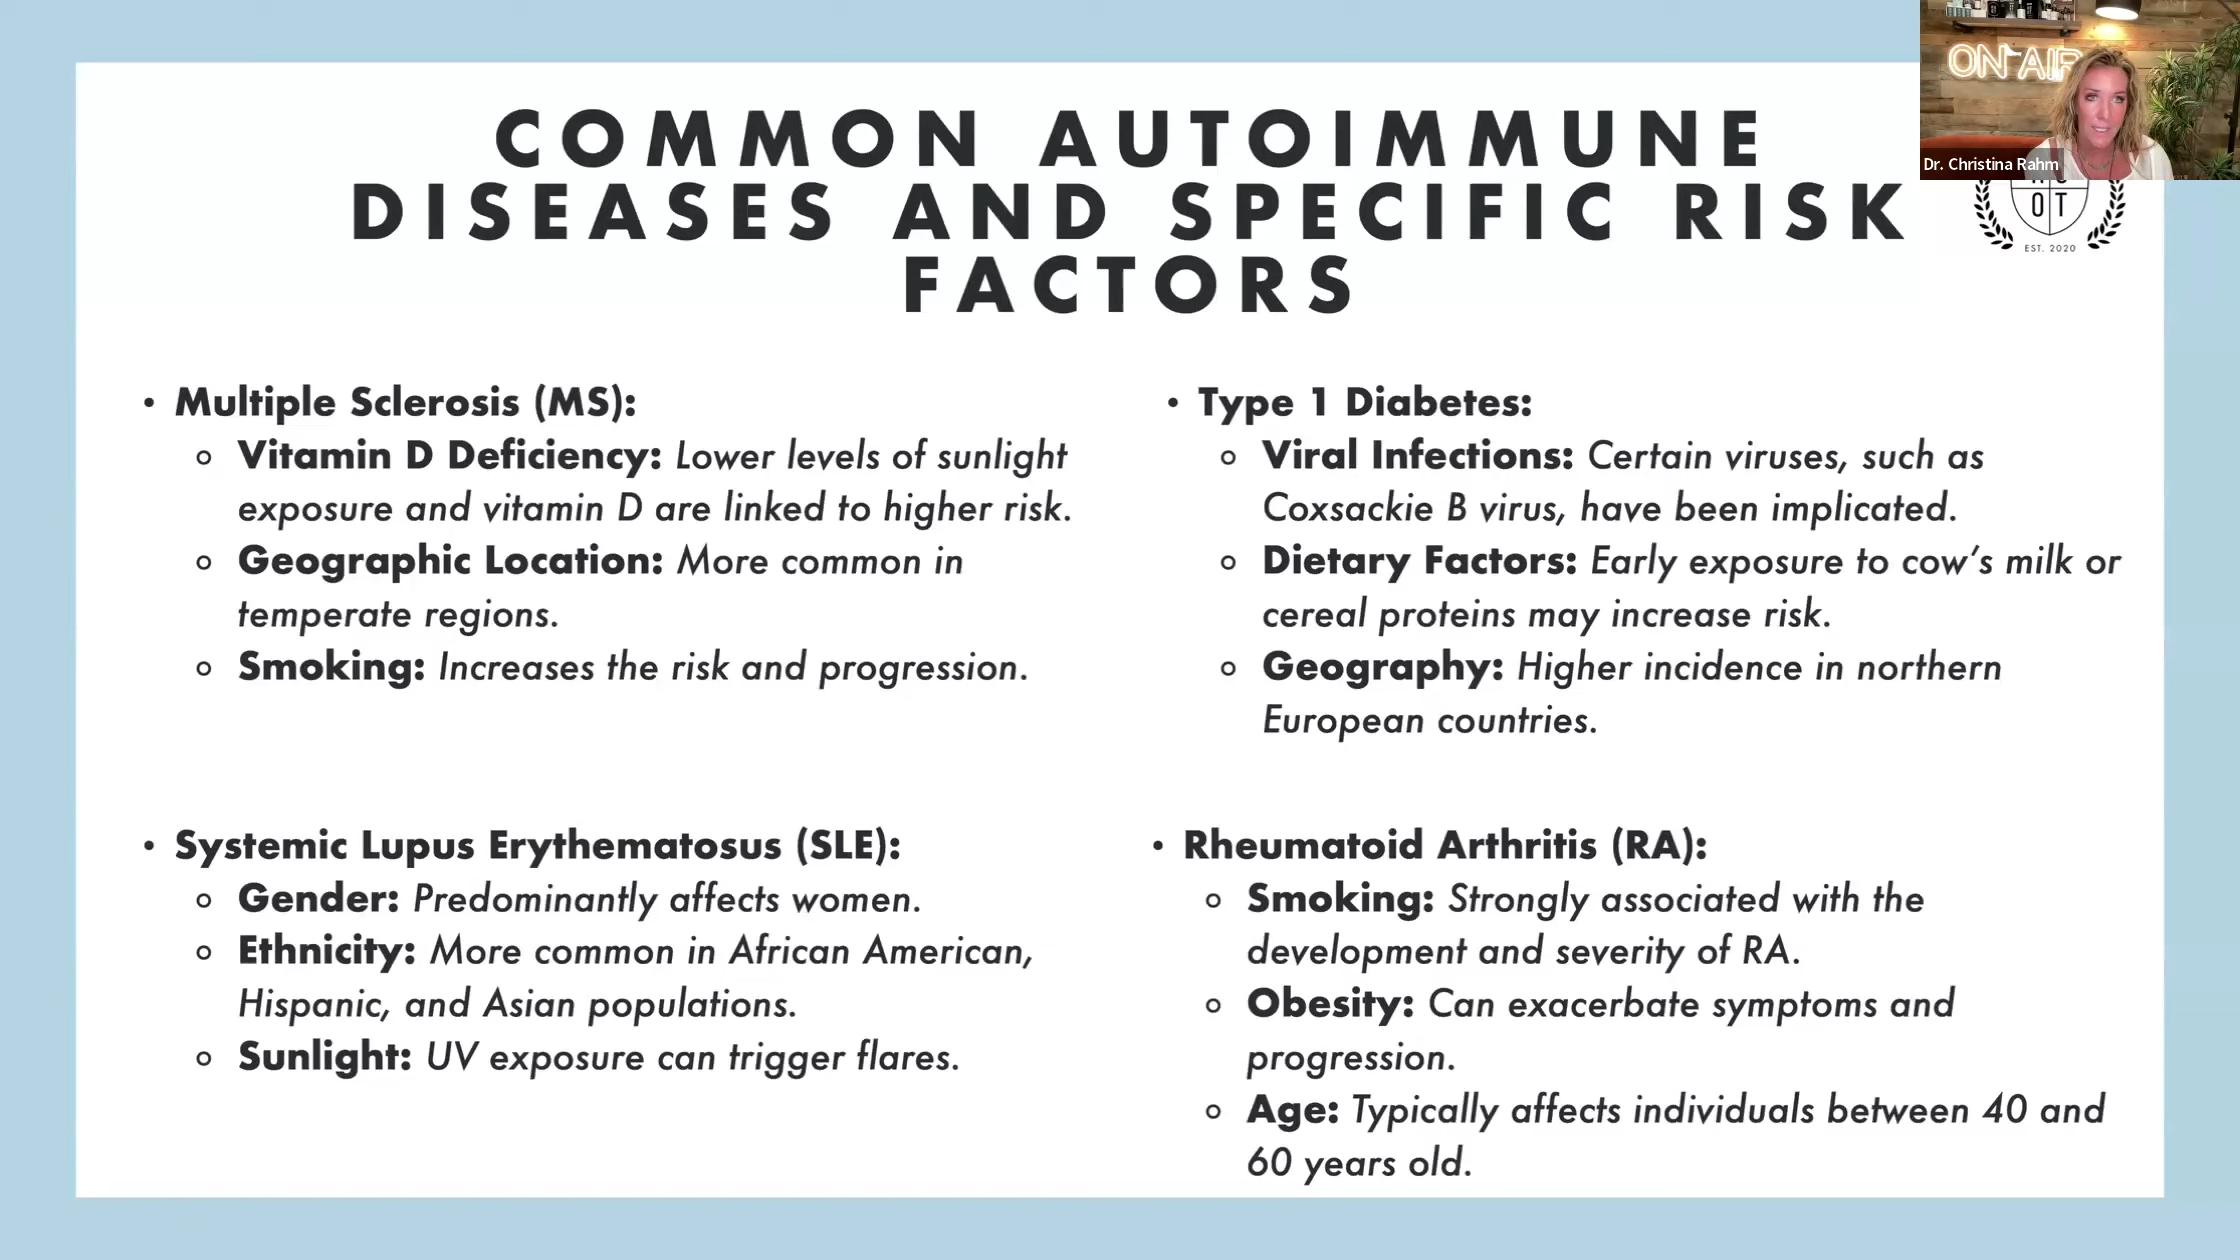 COMMON AUTOIMMUNE
DISEASES AND SPECIFIC RISK
FACTORS
ON AIR
Dr. Christina Rahm
O T
EST. 2020
• Multiple Sclerosis (MS):
Vitamin D Deficiency: Lower levels of sunlight
exposure and vitamin D are linked to higher risk.
Geographic Location: More common in
temperate regions.
Smoking: Increases the risk and progression.
• Type 1 Diabetes:
Viral Infections: Certain viruses, such as
Coxsackie B virus, have been implicated.
Dietary Factors: Early exposure to cow’s milk or
cereal proteins may increase risk.
Geography: Higher incidence in northern
European countries.
• Systemic Lupus Erythematosus (SLE):
Gender: Predominantly affects women.
Ethnicity: More common in African American,
Hispanic, and Asian populations.
Sunlight: UV exposure can trigger flares.
• Rheumatoid Arthritis (RA):
Smoking: Strongly associated with the
development and severity of RA.
Obesity: Can exacerbate symptoms and
progression.
Age: Typically affects individuals between 40 and
60 years old.